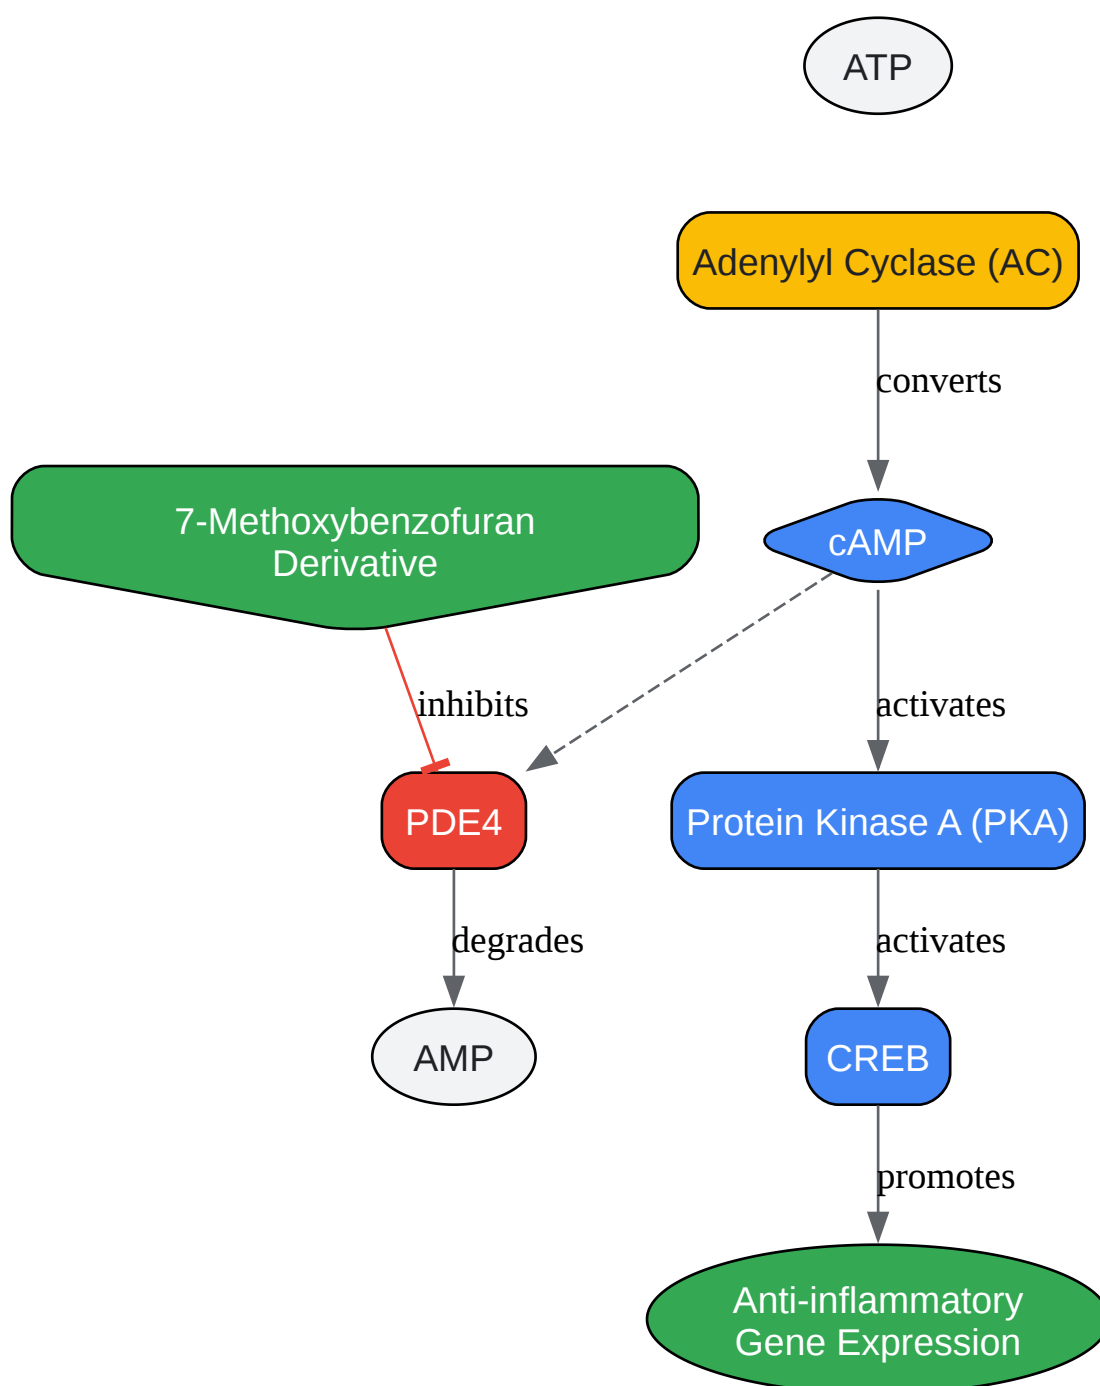 ATP
Adenylyl Cyclase (AC)
converts
7-Methoxybenzofuran
Derivative
cAMP
inhibits
activates
PDE4
Protein Kinase A (PKA)
degrades
activates
AMP
CREB
promotes
Anti-inflammatory
Gene Expression